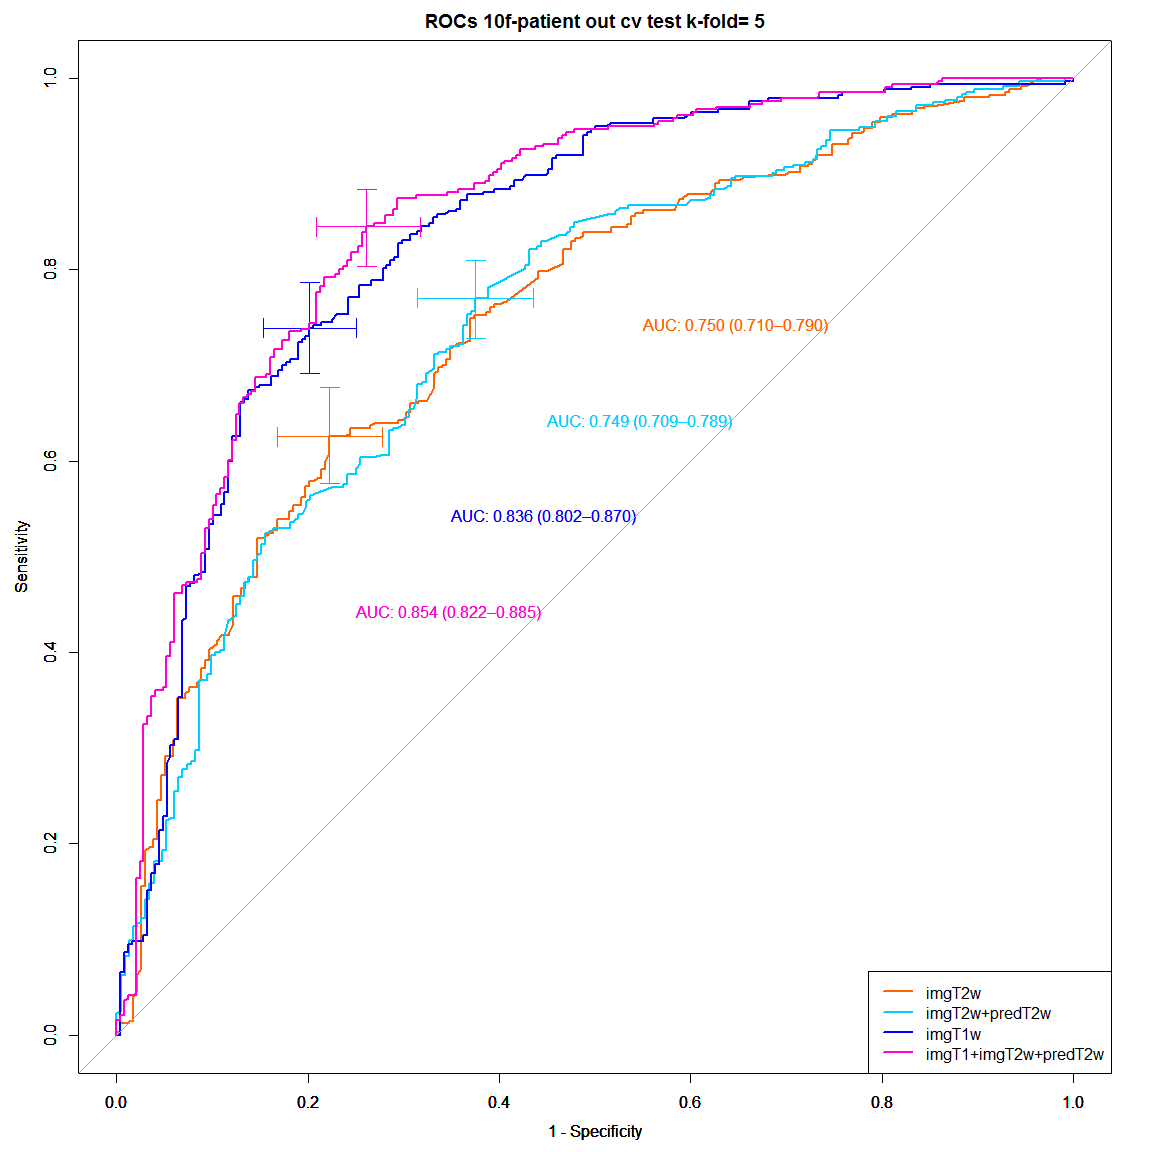 ROCs 10f-patient out cv test k-fold= 5
Sensitivity
1.0
0.8
0.6
0.4
0.2
0.0
AUC: 0.750 (0.710–0.790)
AUC: 0.749 (0.709–0.789)
AUC: 0.836 (0.802–0.870)
AUC: 0.854 (0.822–0.885)
imgT2w
imgT2w+predT2w
imgT1w
imgT1+imgT2w+predT2w
0.0 0.2 0.4 0.6 0.8 1.0
1 - Specificity